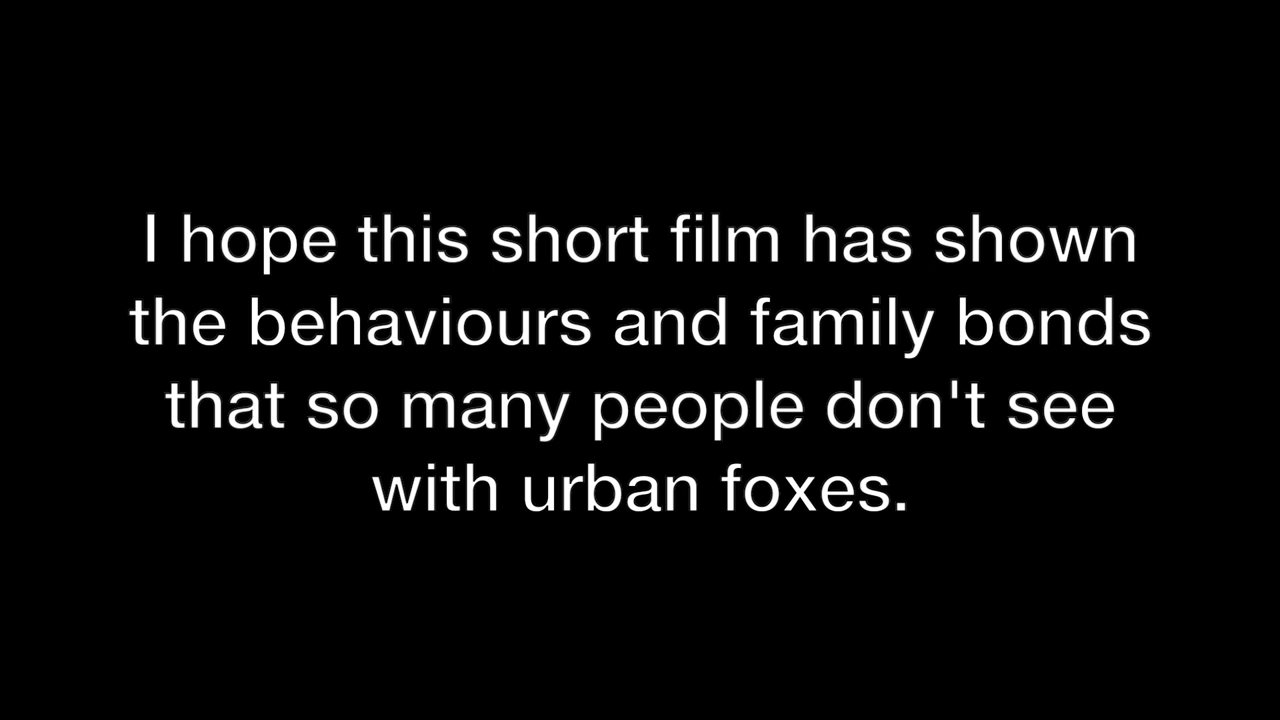 I hope this short film has shown
the behaviours and family bonds
that so many people don't see
with urban foxes.